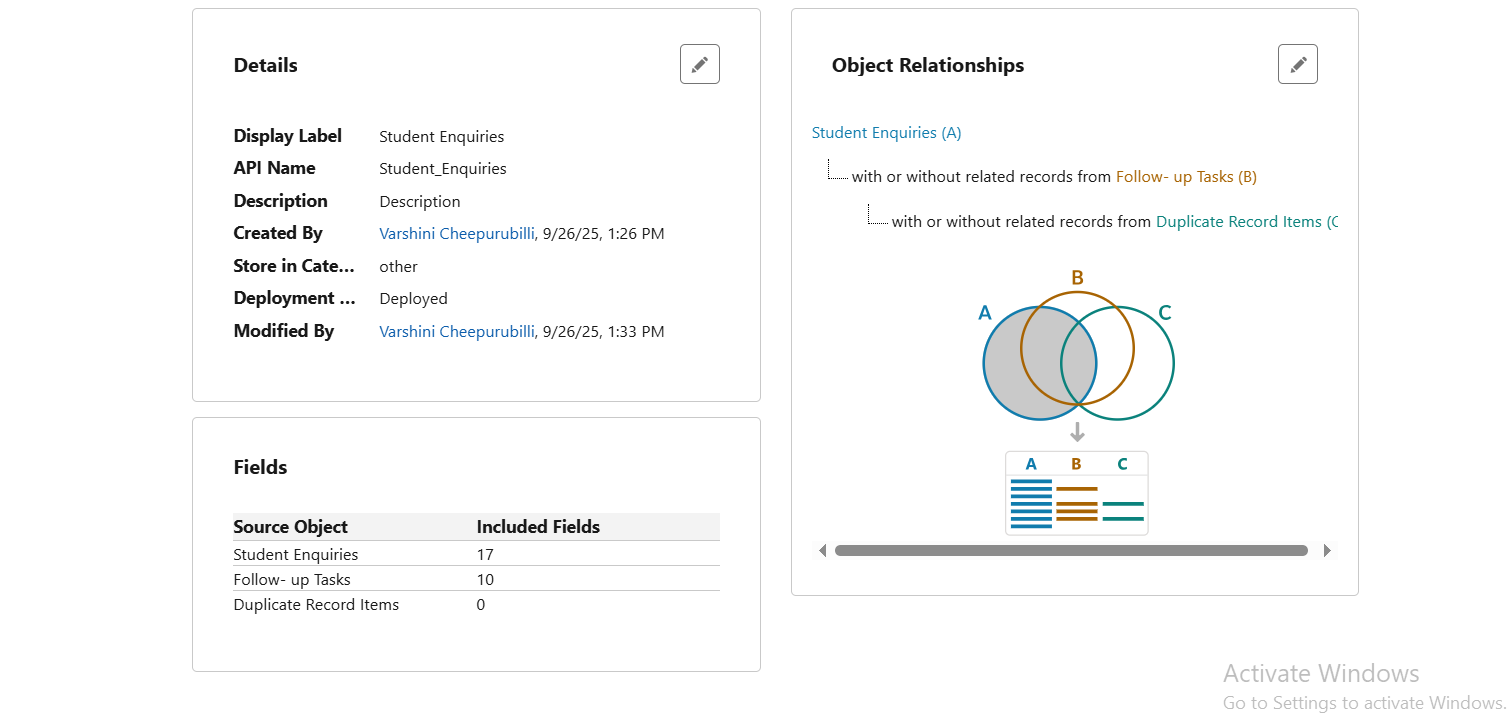 Details
Display Label Student Enquiries
API Name Student_Enquiries
Description Description
Created By Varshini Cheepurubilli, 9/26/25, 1:26 PM
Store in Cate... other
Deployment ... Deployed
Modified By Varshini Cheepurubilli, 9/26/25, 1:33 PM
Fields
Source Object Included Fields
Student Enquiries 17
Follow- up Tasks 10
Duplicate Record Items 0
Object Relationships
Student Enquiries (A)
with or without related records from Follow- up Tasks (B)
with or without related records from Duplicate Record Items (C
B
A C
A B C
Activate Windows
Go to Settings to activate Windows.